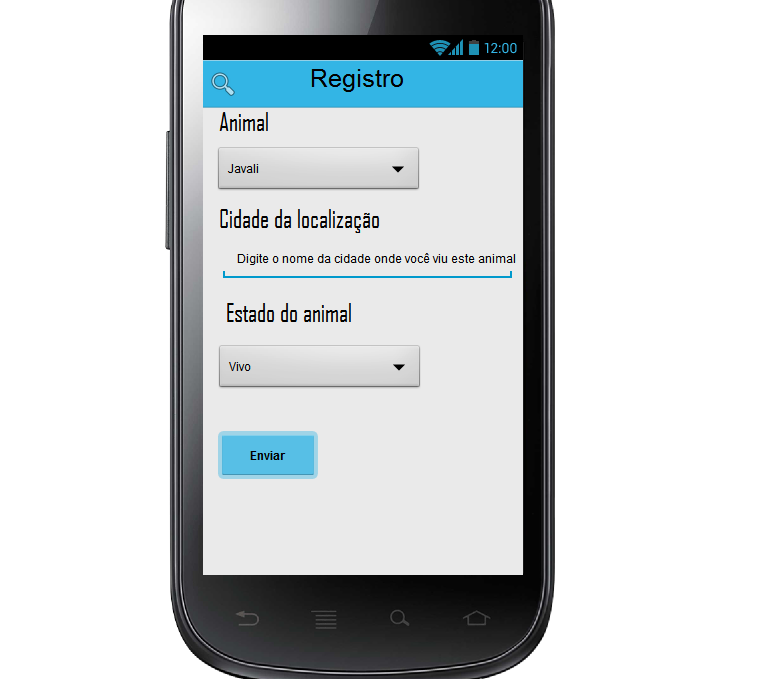 12:00
Registro
Animal
Javali
Cidade da localização
Digite o nome da cidade onde você viu este animal
Estado do animal
Vivo
Enviar